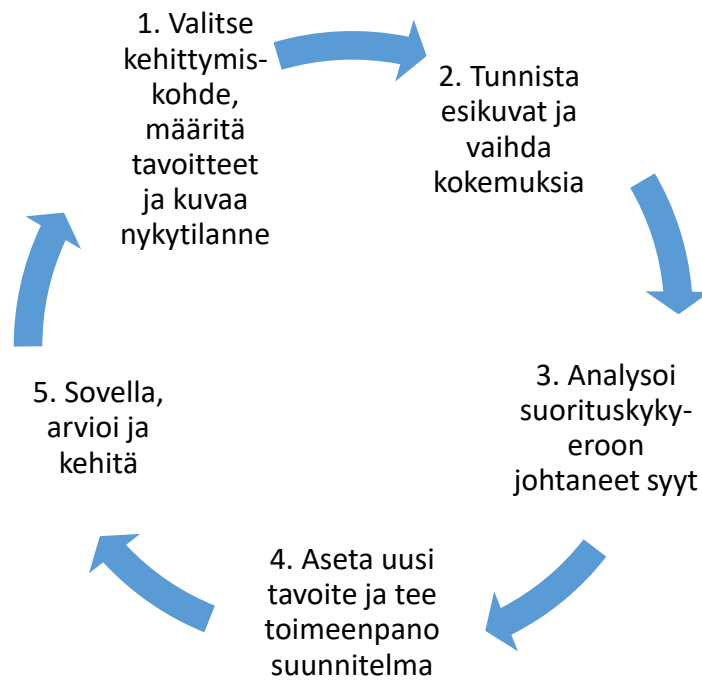 1. Valitse
kehittymis-
kohde,
määritä
tavoitteet
ja kuvaa
nykytilanne
2. Tunnista
esikuvat ja
vaihda
kokemuksia
3. Analysoi
suorituskyky-
eroon
johtaneet syyt
4. Aseta uusi
tavoite ja tee
toimeenpano
suunnitelma
5. Sovella,
arvioi ja
kehitä